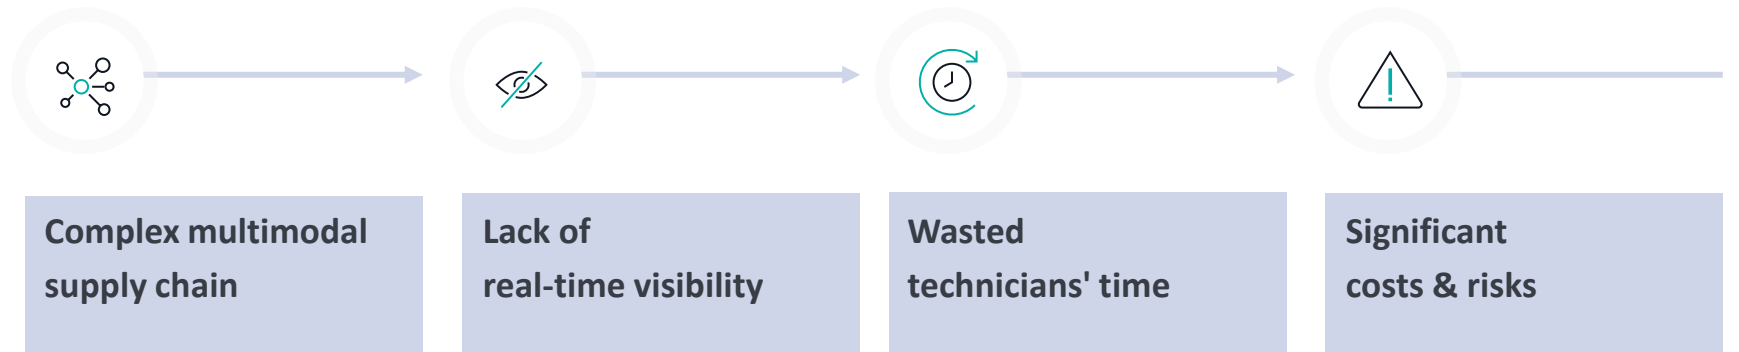 Complex multimodal
supply chain
Lack of
real-time visibility
Wasted
technicians' time
Significant
costs & risks